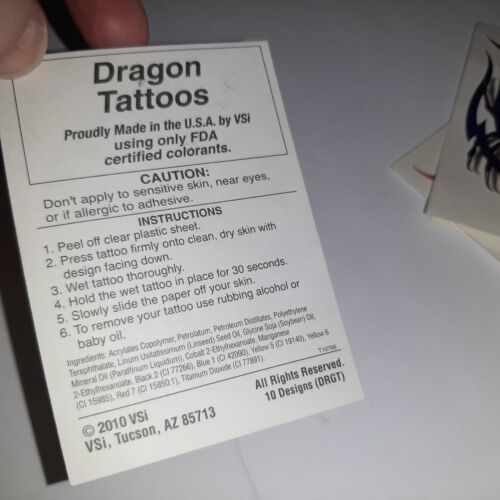 Dragon
Tattoos
Proudly Made in the U.S.A. by VSi
using only FDA
certified colorants.
CAUTION:
Don't apply to sensitive skin, near eyes,
or if allergic to adhesive.
INSTRUCTIONS
1. Peel off clear plastic sheet.
2. Press tattoo firmly onto clean, dry skin with
design facing down.
3. Wet tattoo thoroughly.
4. Hold the wet tattoo in place for 30 seconds.
5. Slowly slide the paper off your skin.
6. To remove your tattoo use rubbing alcohol or
baby oil.
Ingredients: Acrylates Copolymer, Petrolatum, Petroleum Distillates, Polyethylene
Terephthalate, Linum Usitatissimum (Linseed) Seed Oil, Glycine Soja (Soybean) Oil,
Mineral Oil (Paraffinum Liquidum), Cobalt 2-Ethylhexanoate, Manganese
2-Ethylhexanoate, Black 2 (CI 77266), Blue 1 (CI 42090), Yellow 5 (CI 19140), Yellow 6
(CI 15985), Red 7 (CI 15850:1), Titanium Dioxide (CI 77891).
All Rights Reserved.
© 2010 VSi
10 Designs (DRGT)
VSi, Tucson, AZ 85713